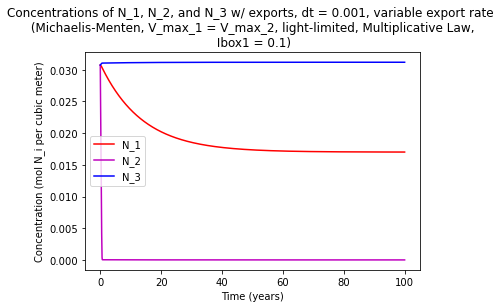 Concentrations of N_1, N_2, and N_3 w/ exports, dt = 0.001, variable export rate
(Michaelis-Menten, V_max_1 = V_max_2, light-limited, Multiplicative Law,
Ibox1 = 0.1)
0.030
0.025
0.020
0.015
0.010
0.005
0.000
Concentration (mol N_i per cubic meter)
N_1
N_2
N_3
0 20 40 60 80 100
Time (years)